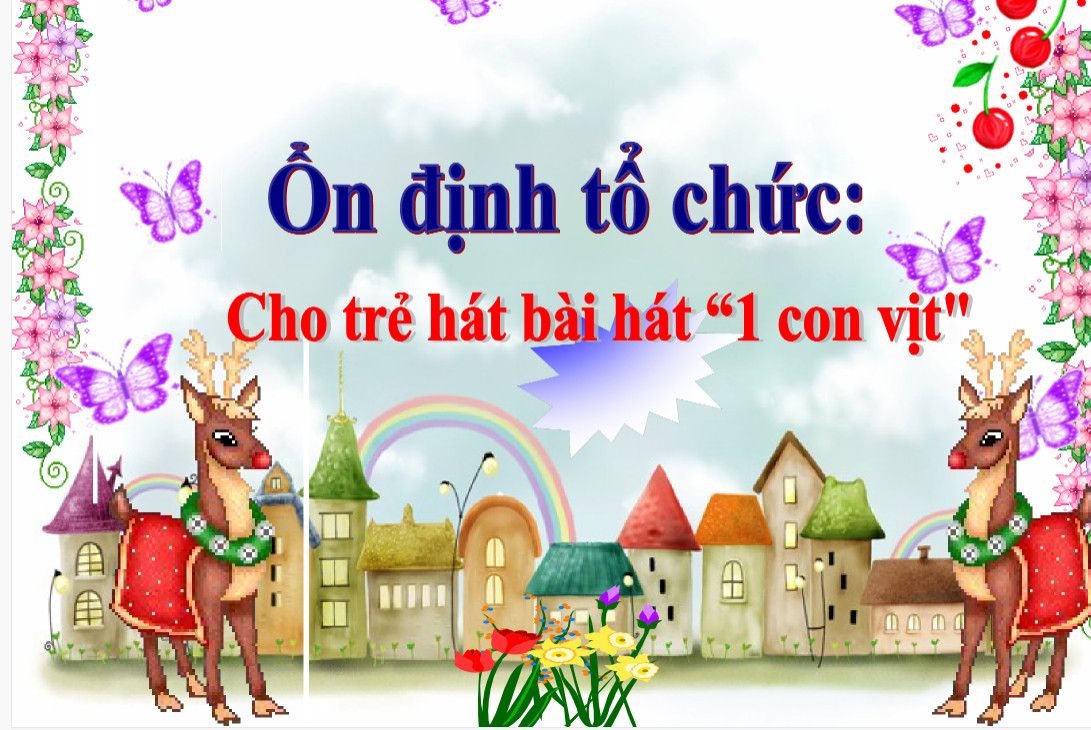 Ổn định tổ chức:
Cho trẻ hát bài hát “1 con vịt"